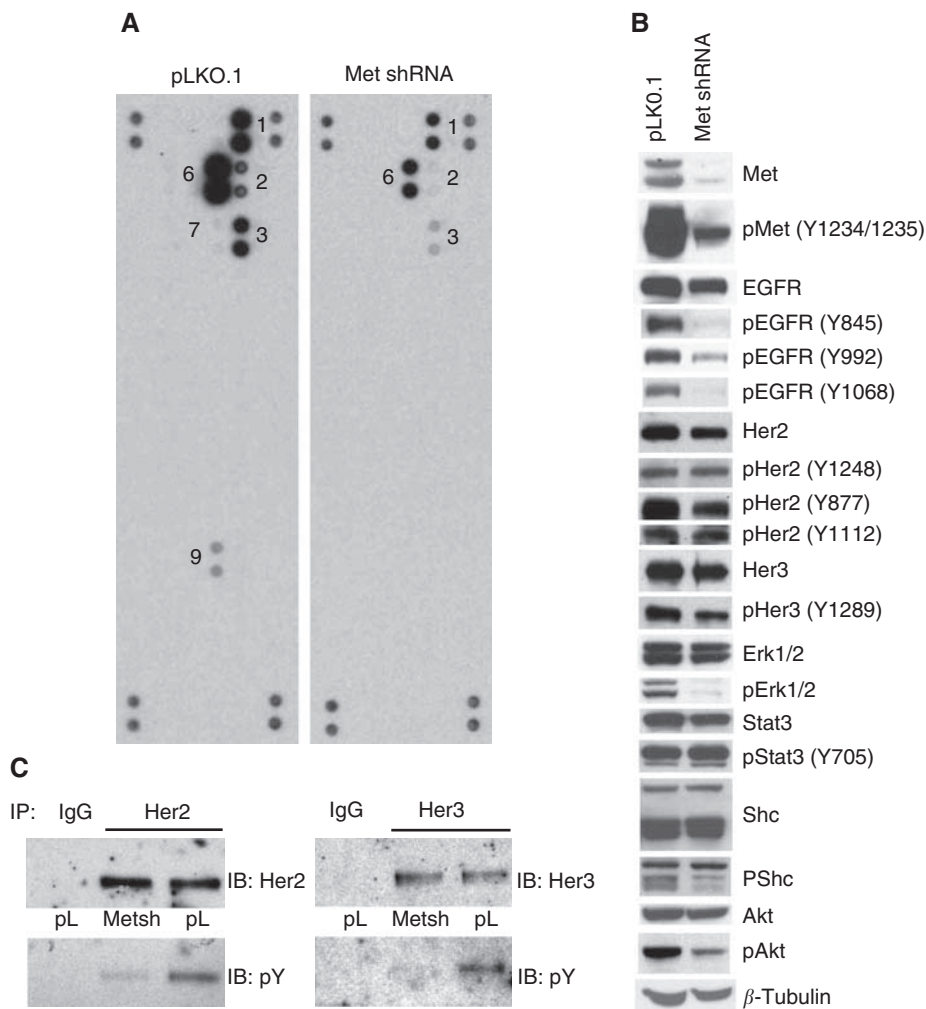 A
pLKO.1
Met shRNA
1
6
2
7
3
9
1
6
2
3
B
pLK0.1
Met shRNA
Met
pMet (Y1234/1235)
EGFR
pEGFR (Y845)
pEGFR (Y992)
pEGFR (Y1068)
Her2
pHer2 (Y1248)
pHer2 (Y877)
pHer2 (Y1112)
Her3
pHer3 (Y1289)
Erk1/2
pErk1/2
Stat3
pStat3 (Y705)
Shc
PShc
Akt
pAkt
β-Tubulin
C
IP: IgG Her2
IB: Her2
pL Metsh pL
IB: pY
IgG Her3
IB: Her3
pL Metsh pL
IB: pY